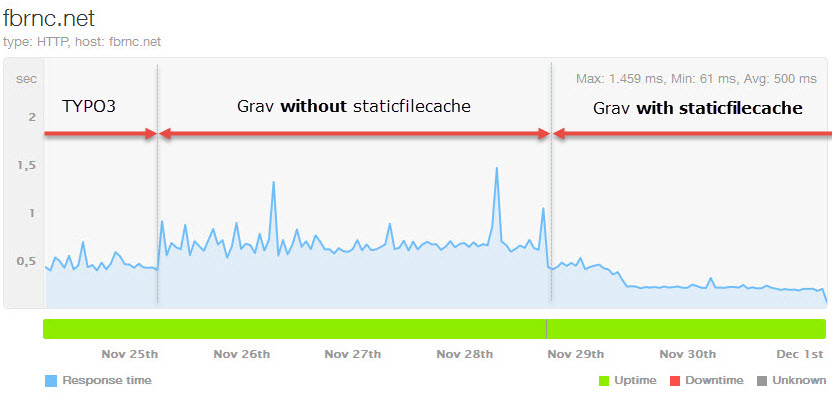 fbrnc.net
type: HTTP, host: fbrnc.net
sec
Max: 1.459 ms, Min: 61 ms, Avg: 500 ms
TYPO3
Grav without staticfilecache
Grav with staticfilecache
2
1,5
1
0,5
Nov 25th
Nov 26th
Nov 27th
Nov 28th
Nov 29th
Nov 30th
Dec 1st
Response time
Uptime
Downtime
Unknown